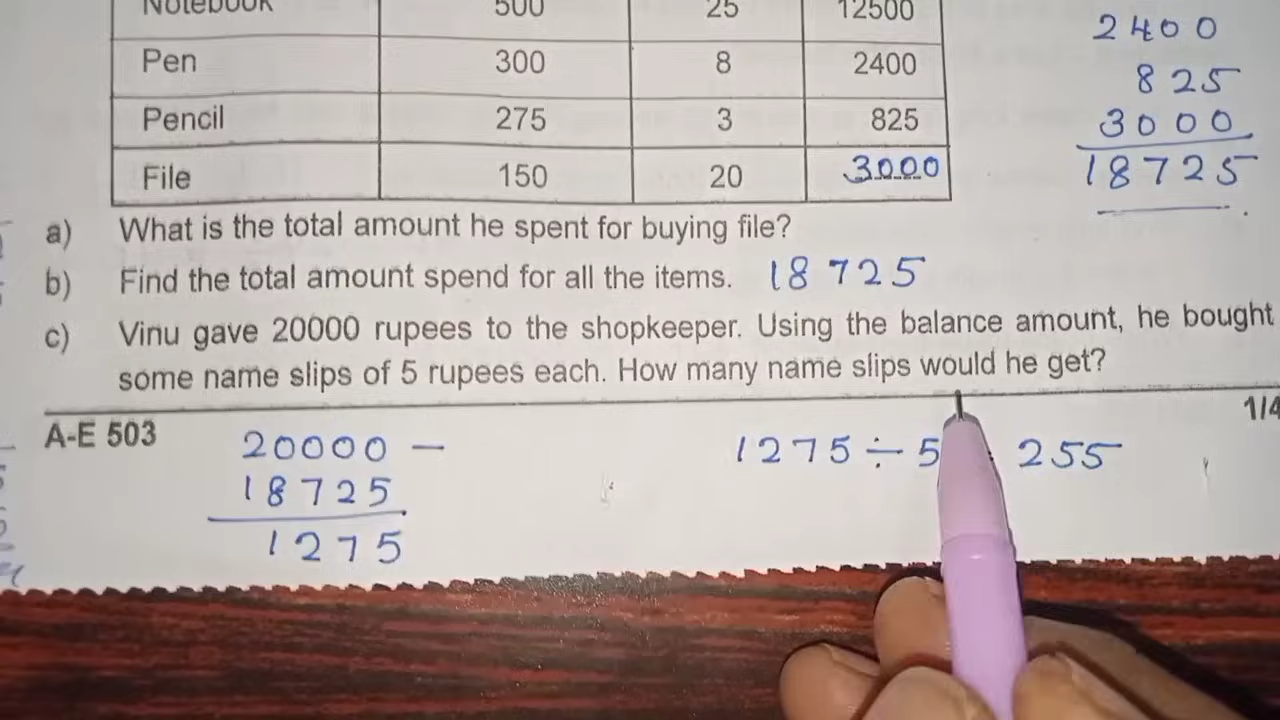 Notebook 500 25 12500
Pen 300 8 2400
Pencil 275 3 825
File 150 20 3000
2400
825
3000
18725
a) What is the total amount he spent for buying file?
b) Find the total amount spend for all the items. 18725
c) Vinu gave 20000 rupees to the shopkeeper. Using the balance amount, he bought
some name slips of 5 rupees each. How many name slips would he get?
A-E 503 1/4
20000 —
18725
1275
1275 ÷ 5 255